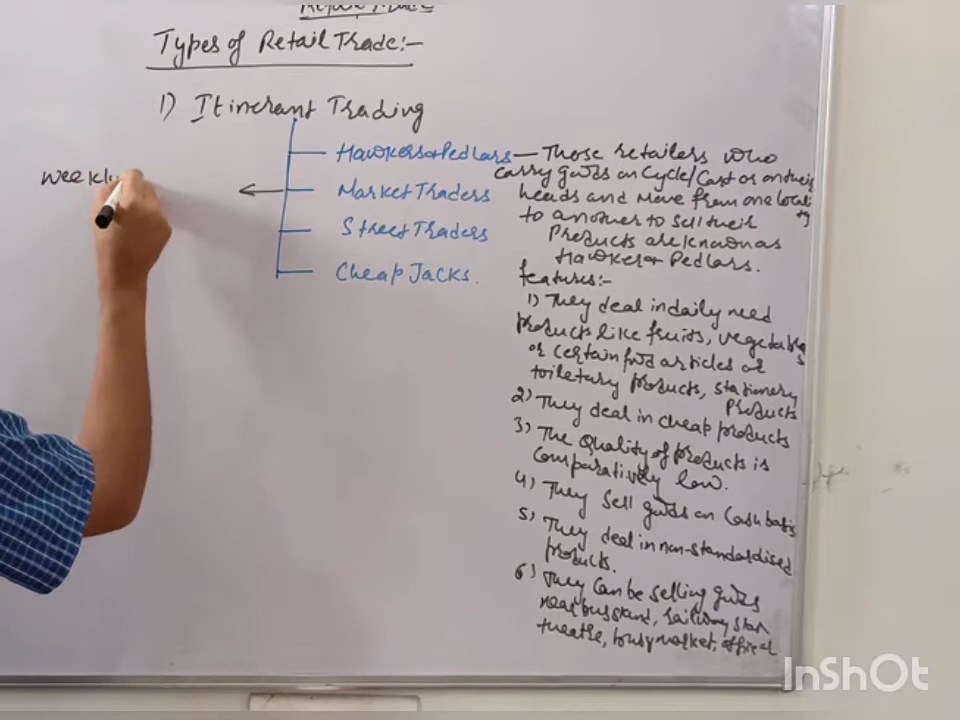 Types of Retail Trade:-
1) Itinerant Trading
Hawkers & Pedlars — Those retailers who
carry goods on cycle/cart or on their
heads and move from one locality
to another to sell their
Products are known as
Hawker & Pedlars.
Market Traders
Street Traders
Cheap Jacks.
weekly
features:-
1) They deal in daily need
products like fruits, vegetables
or certain food articles or
toiletary products, stationery
products
2) They deal in cheap products
3) The quality of products is
comparatively low.
4) They sell goods on cash basis
5) They deal in non-standardised
products.
6) They can be selling goods
near bus stand, railway stan
theatre, busy market, office
InShOt